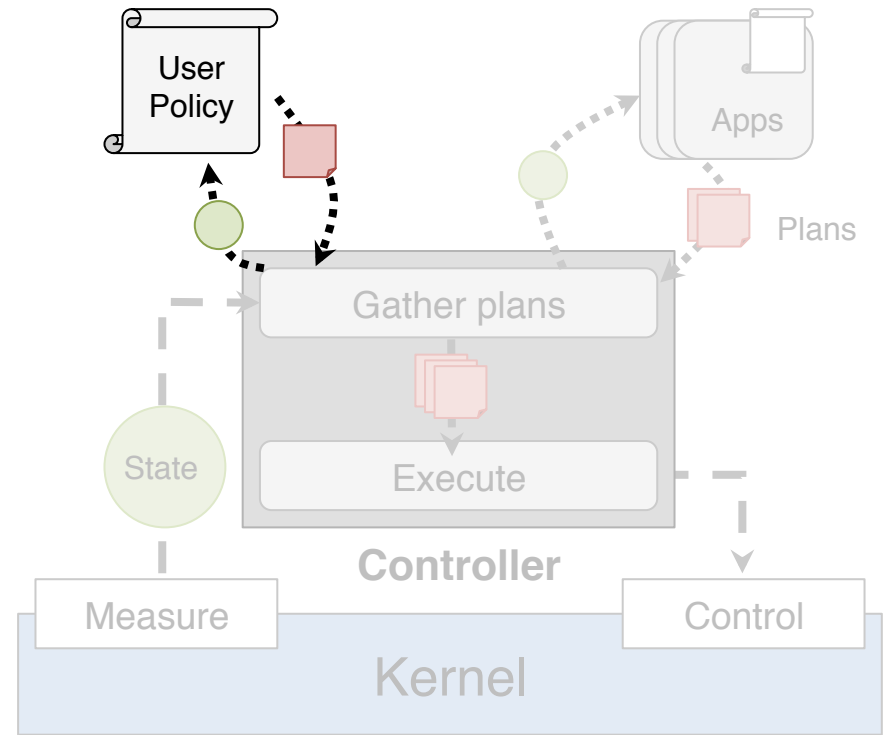 User
Policy
Apps
Plans
Gather plans
State
Execute
Controller
Measure
Control
Kernel